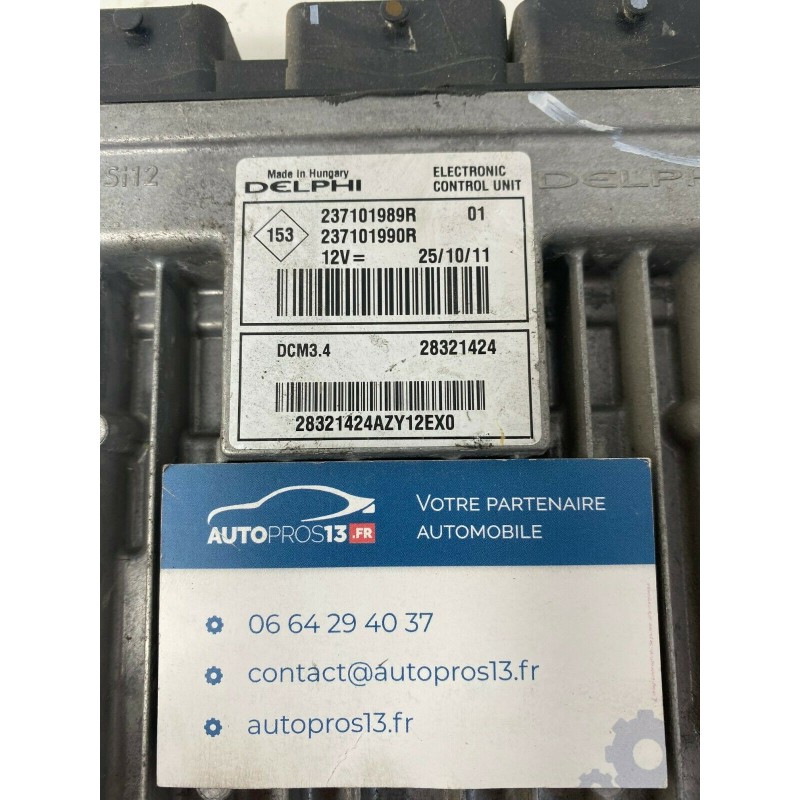 SH2
Made in Hungary
DELPHI
ELECTRONIC
CONTROL UNIT
DELPHI
153
237101989R 01
237101990R
12V= 25/10/11
DCM3.4 28321424
28321424AZY12EX0
AUTOPROS13.FR
VOTRE PARTENAIRE
AUTOMOBILE
06 64 29 40 37
contact@autopros13.fr
autopros13.fr